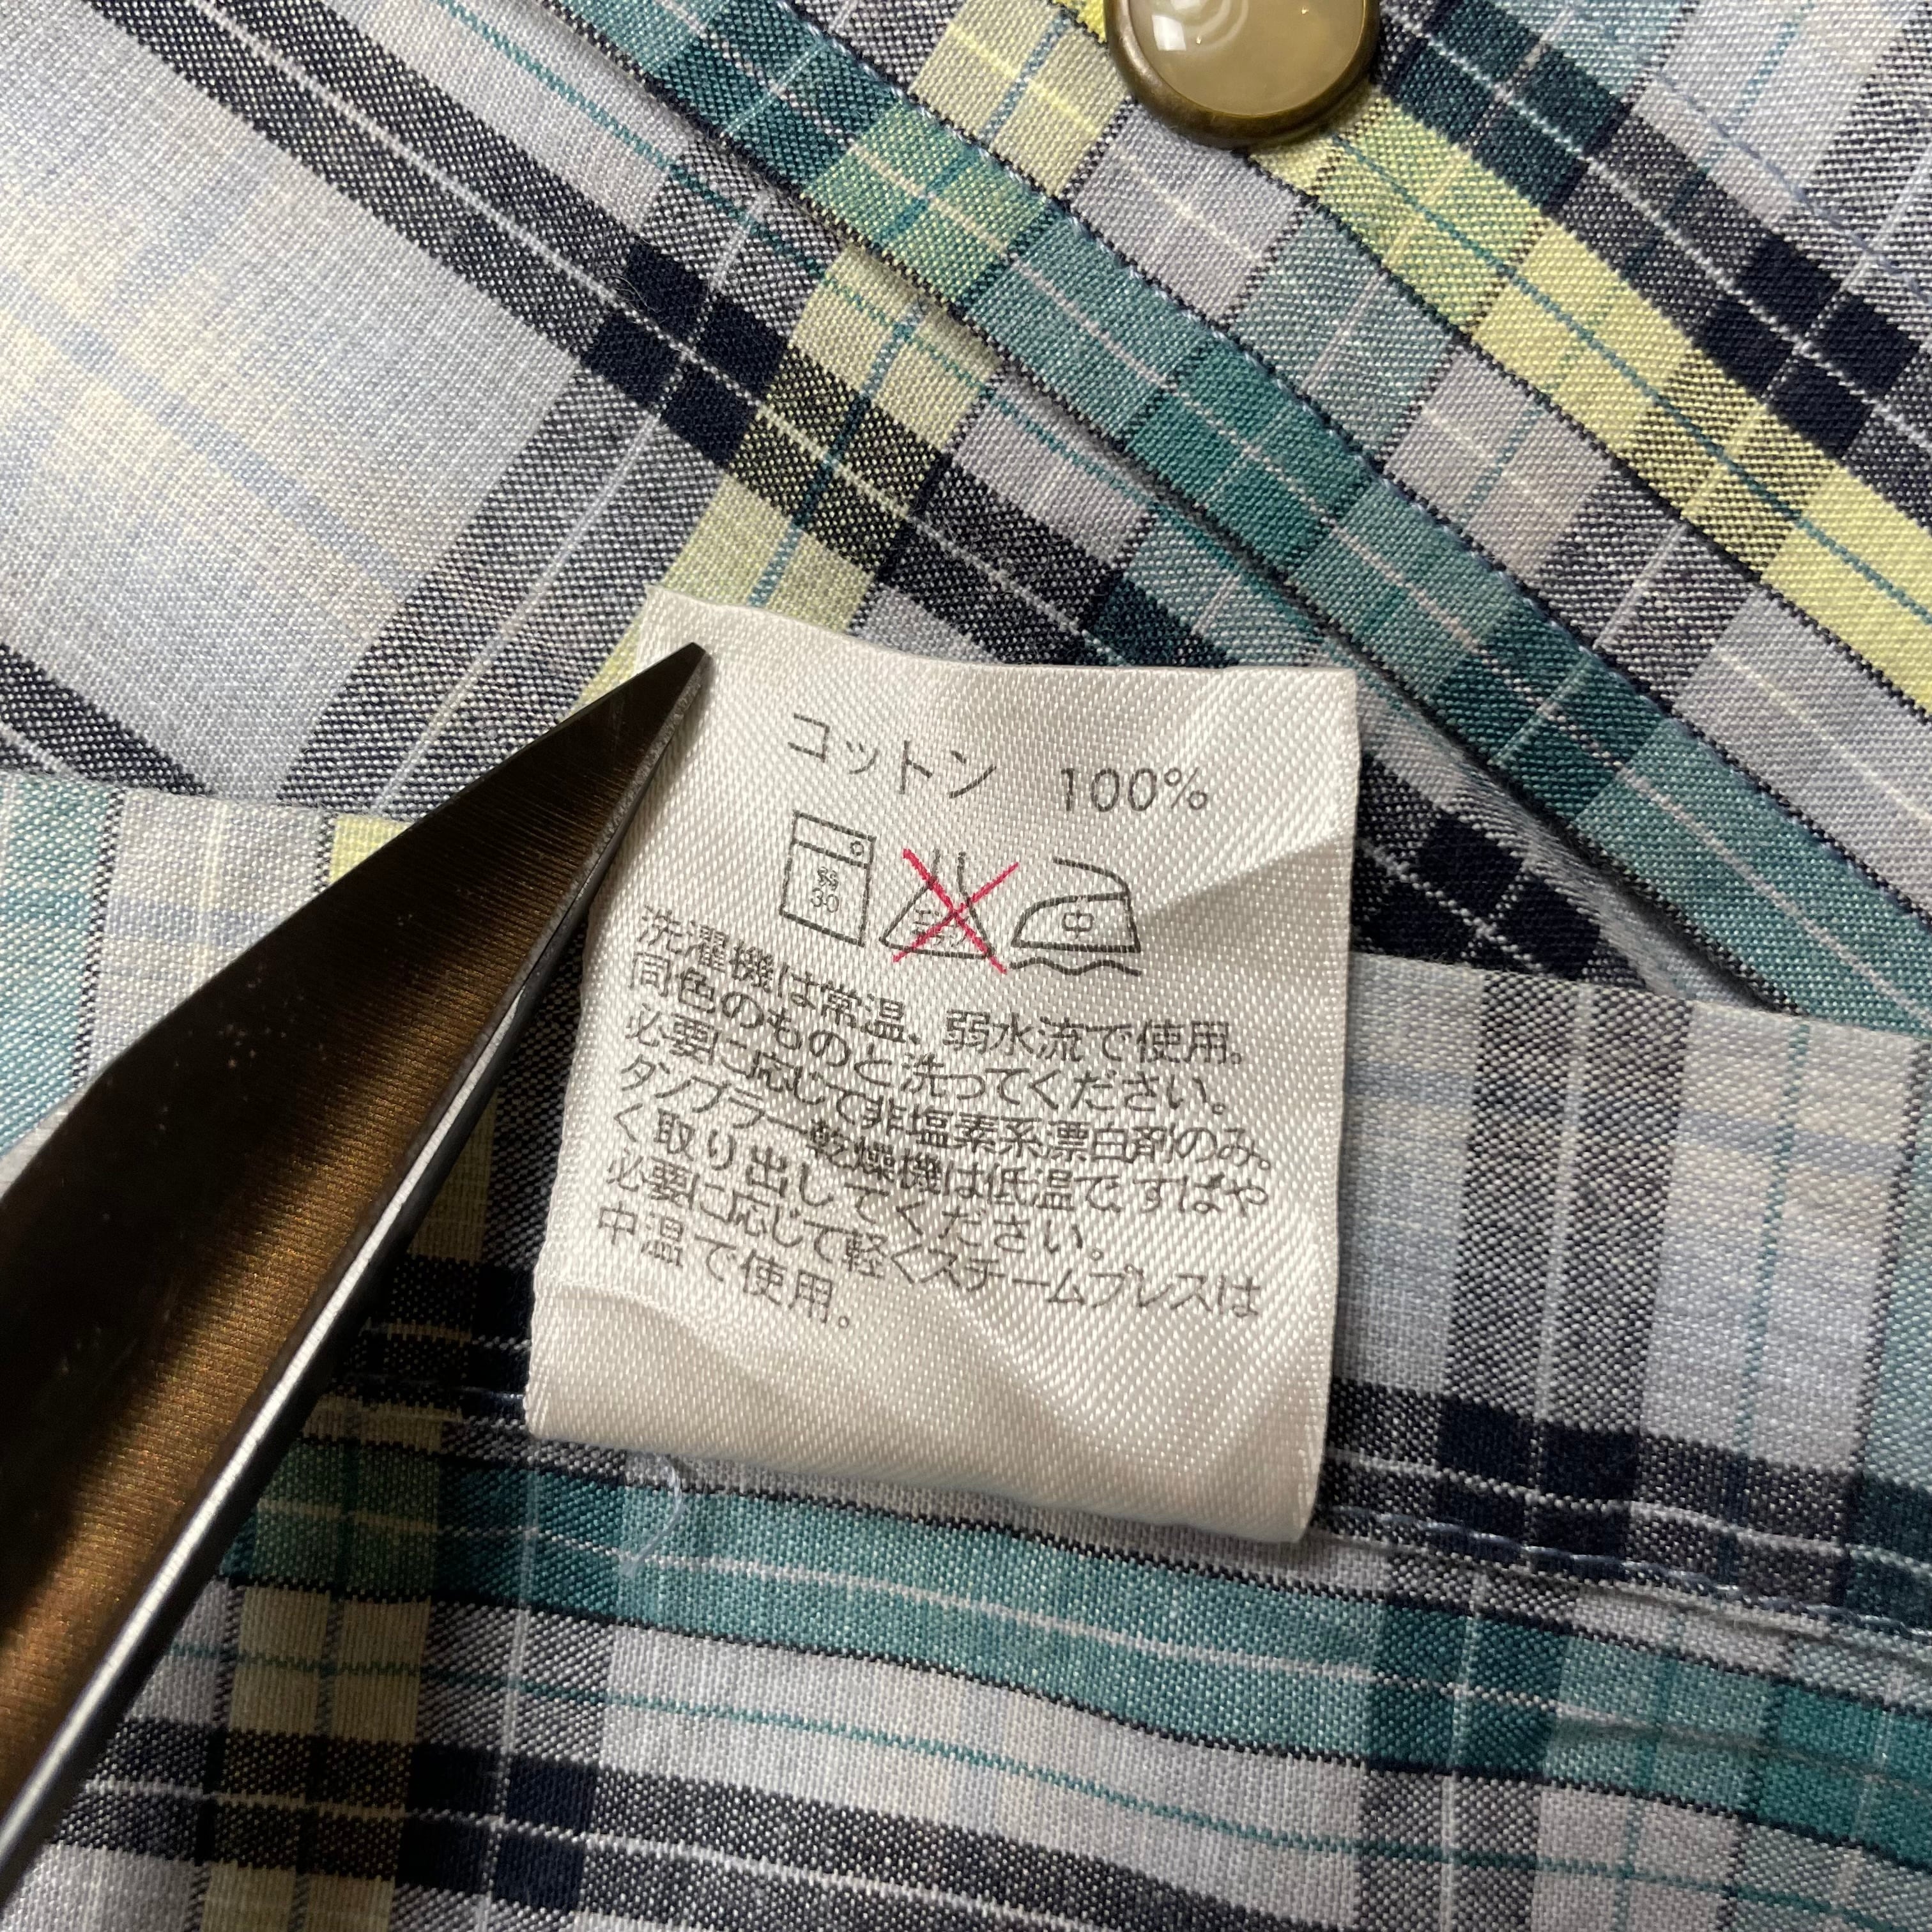 コットン 100%
弱
30
中
洗濯機は常温、弱水流で使用。
同色のものと洗ってください。
必要に応じて非塩素系漂白剤のみ。
タンブラー乾燥機は低温で、すばや
く取り出してください。
必要に応じて軽くスチームプレスは
中温で使用。